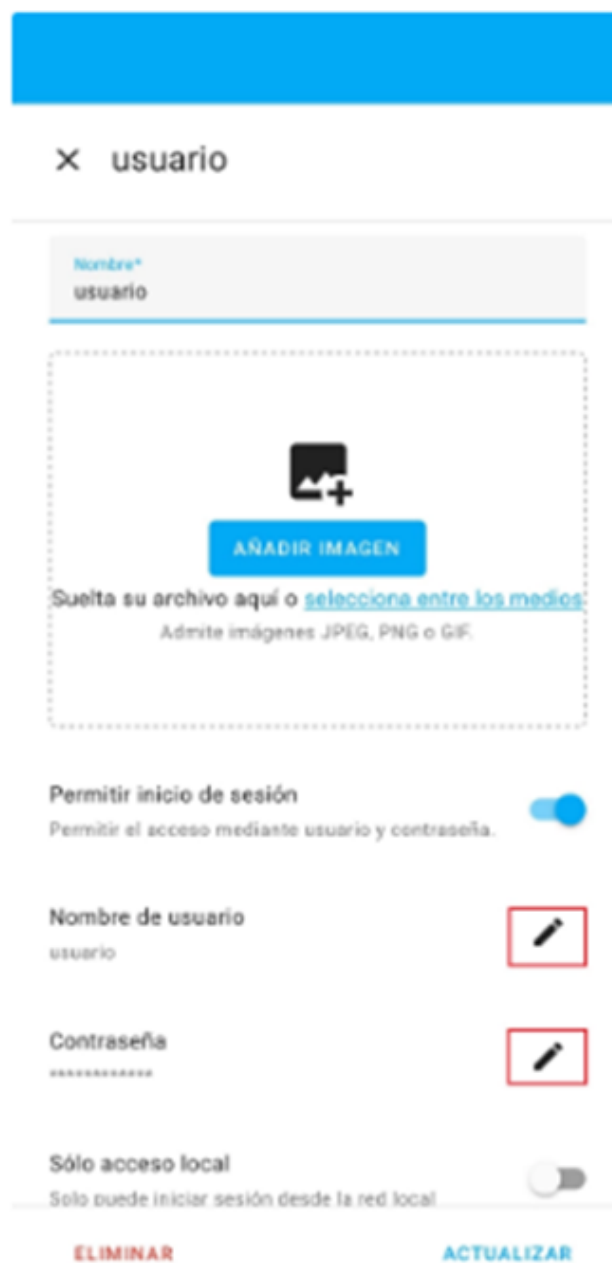 usuario
Nombre*
usuario
AÑADIR IMAGEN
Suelta su archivo aquí o selecciona entre los medios
Admite imágenes JPEG, PNG o GIF.
Permitir inicio de sesión
Permitir el acceso mediante usuario y contraseña.
Nombre de usuario
usuario
Contraseña
************
Sólo acceso local
Solo puede iniciar sesión desde la red local
ELIMINAR
ACTUALIZAR